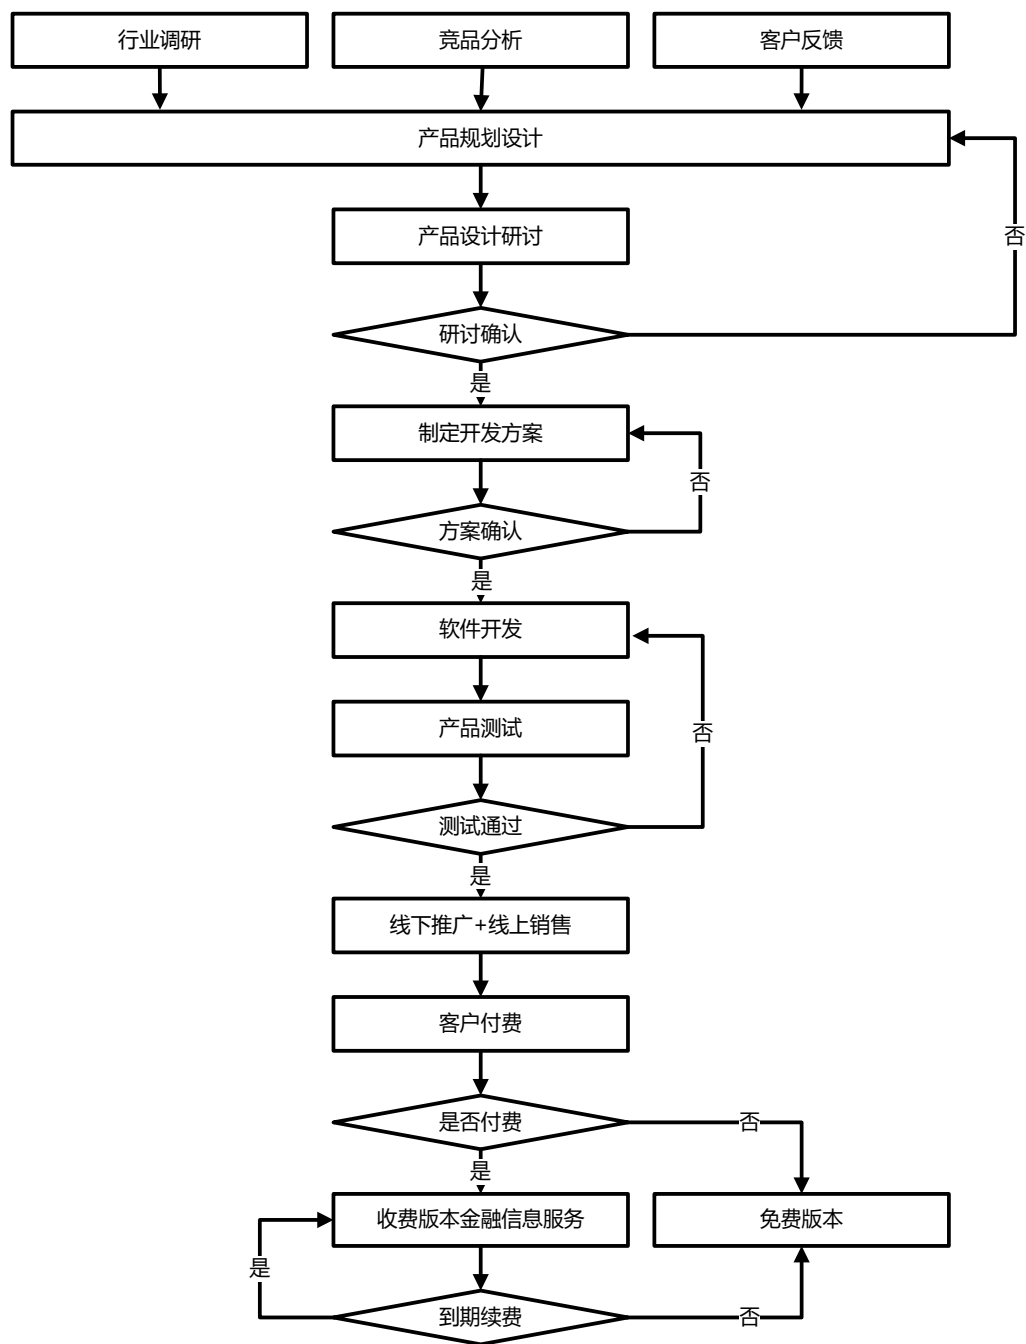 行业调研
竞品分析
客户反馈
产品规划设计
产品设计研讨
否
研讨确认
是
制定开发方案
否
方案确认
是
软件开发
产品测试
否
测试通过
是
线下推广+线上销售
客户付费
是否付费
否
是
收费版本金融信息服务
免费版本
是
到期续费
否